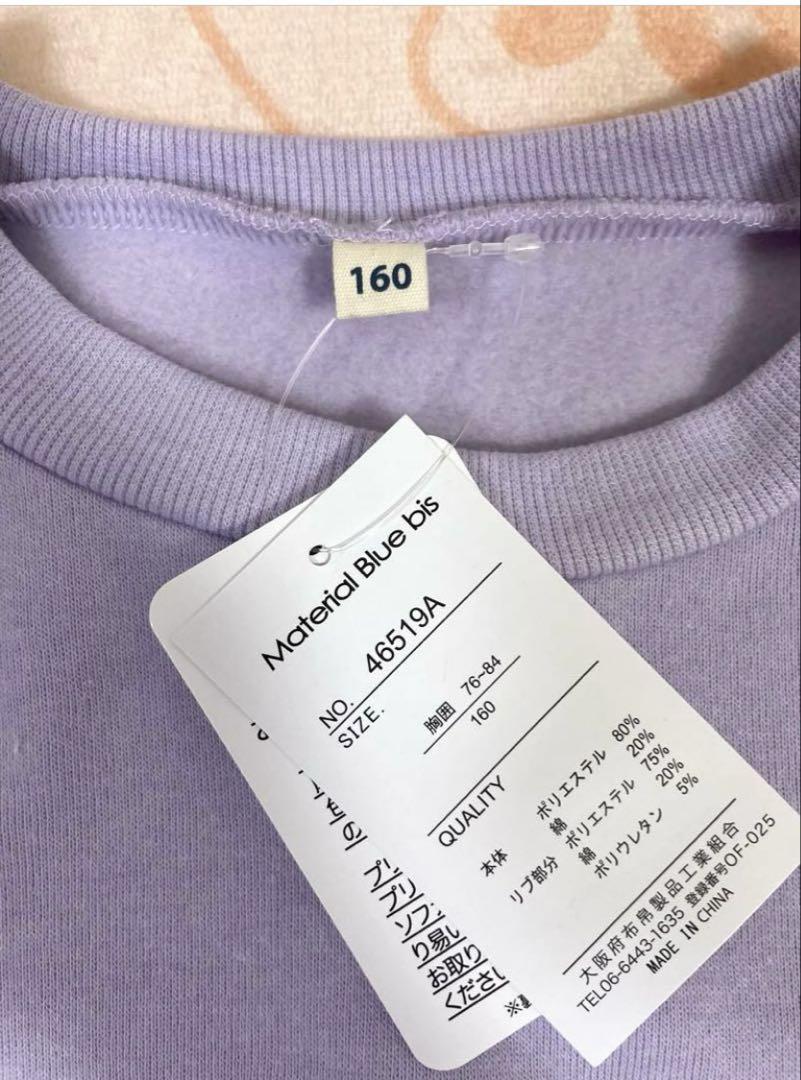 160
Material Blue bis
NO. 46519A
SIZE. 胸囲 76~84
160
QUALITY
本体 ポリエステル 80%
綿 20%
リブ部分 ポリエステル 75%
綿 20%
ポリウレタン 5%
大阪府布帛製品工業組合
TEL06-6443-1635 登録番号OF-025
MADE IN CHINA
の
プリ
ソフ
り易い
お取り
くださ